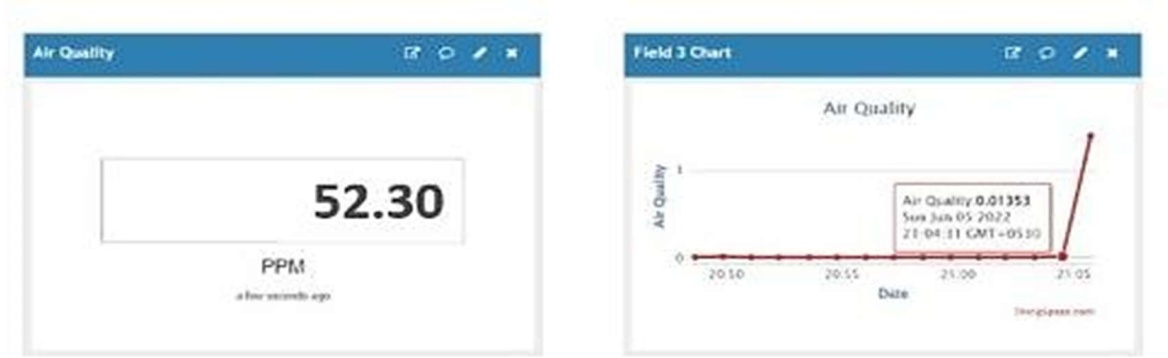 Air Quality
52.30
PPM
a few seconds ago
Field 3 Chart
Air Quality
Air Quality
1
0
Air Quality:0.01353
Sun Jun 05 2022
21:04:31 GMT+0530
20:50
20:55
21:00
21:05
Date
ThingSpeak.com